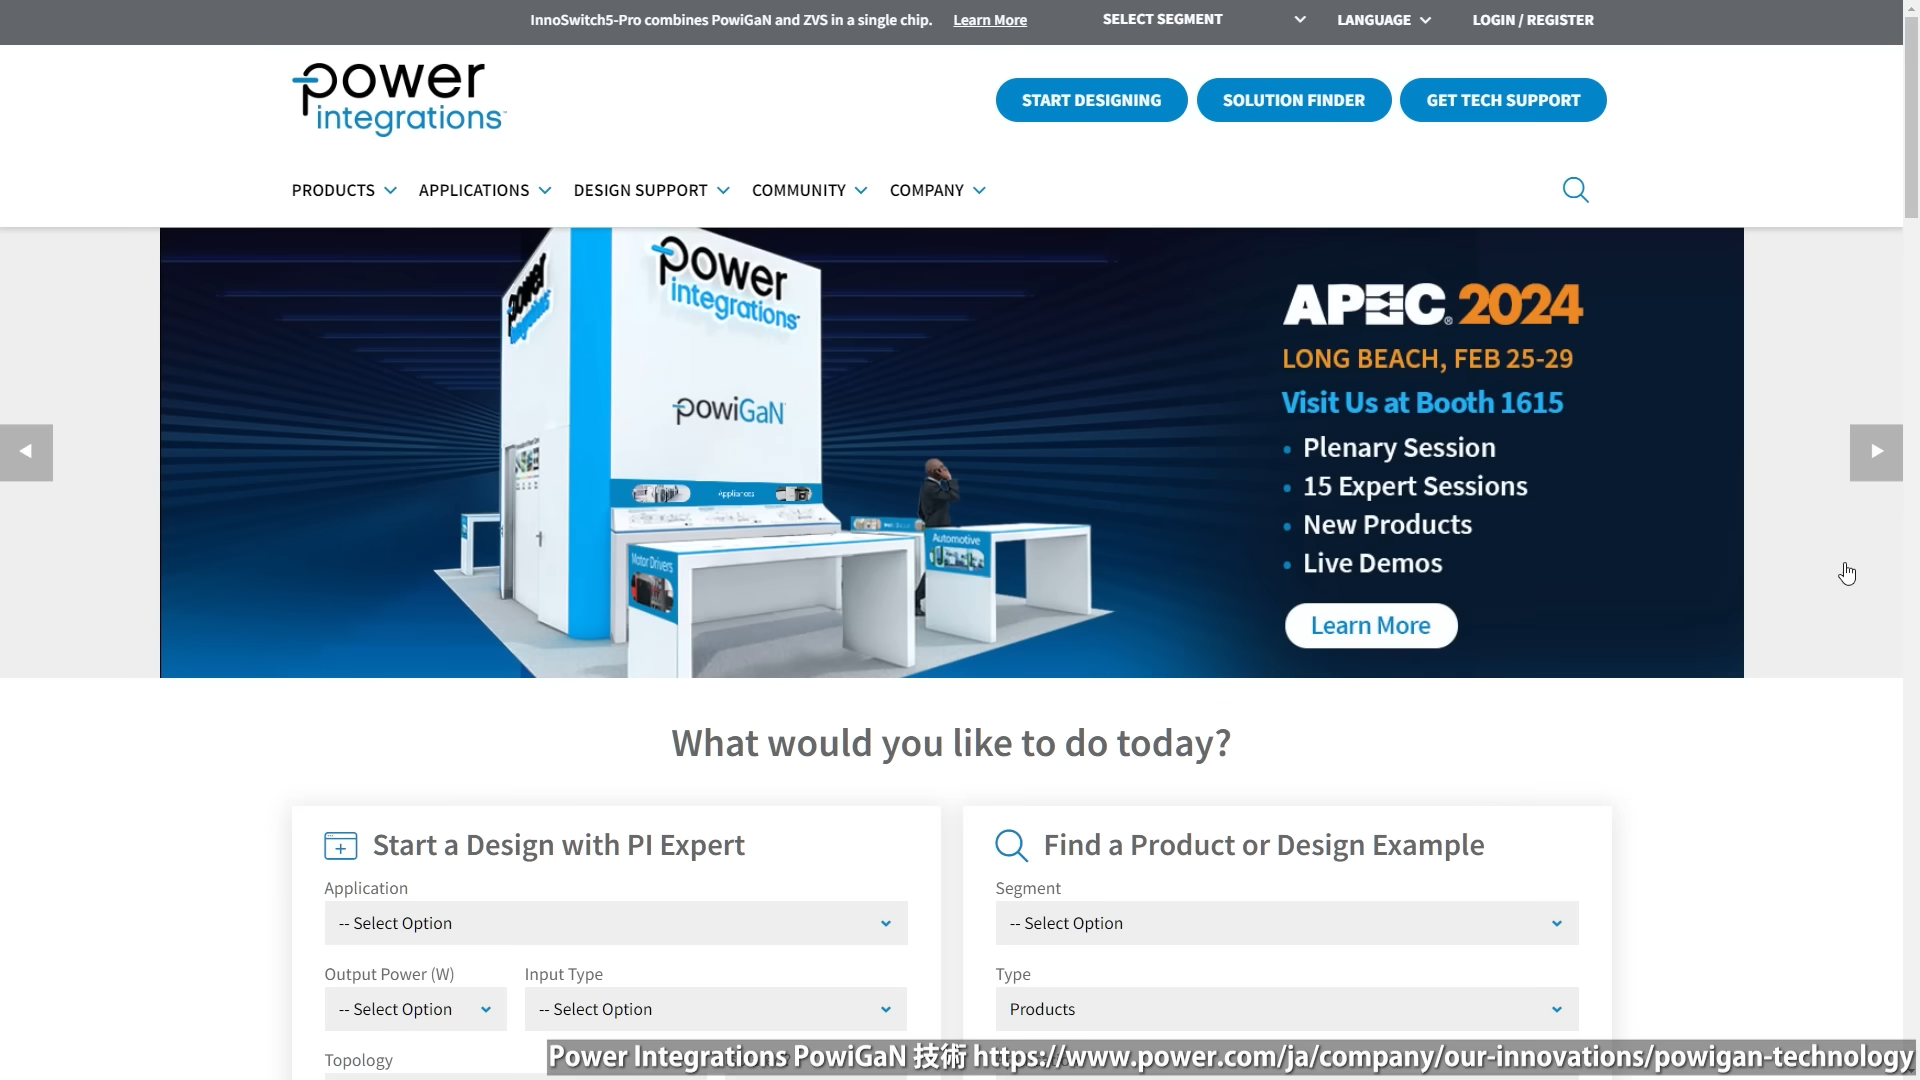 InnoSwitch5-Pro combines PowiGaN and ZVS in a single chip. Learn More SELECT SEGMENT LANGUAGE LOGIN / REGISTER
power
integrations
START DESIGNING SOLUTION FINDER GET TECH SUPPORT
PRODUCTS APPLICATIONS DESIGN SUPPORT COMMUNITY COMPANY
power
integrations
power
integrations
powiGaN
Appliances
Motor Drivers
Automotive
APEC® 2024
LONG BEACH, FEB 25-29
Visit Us at Booth 1615
• Plenary Session
• 15 Expert Sessions
• New Products
• Live Demos
Learn More
What would you like to do today?
Start a Design with PI Expert
Application
-- Select Option
Output Power (W) Input Type
-- Select Option -- Select Option
Topology
Find a Product or Design Example
Segment
-- Select Option
Type
Products
Power Integrations PowiGaN 技術 https://www.power.com/ja/company/our-innovations/powigan-technology